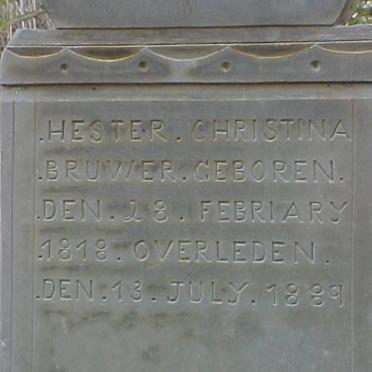 .HESTER.CHRISTINA
.BRUWER.GEBOREN.
.DEN.28.FEBRIARY
.1818.OVERLEDEN.
.DEN.13.JULY.1889